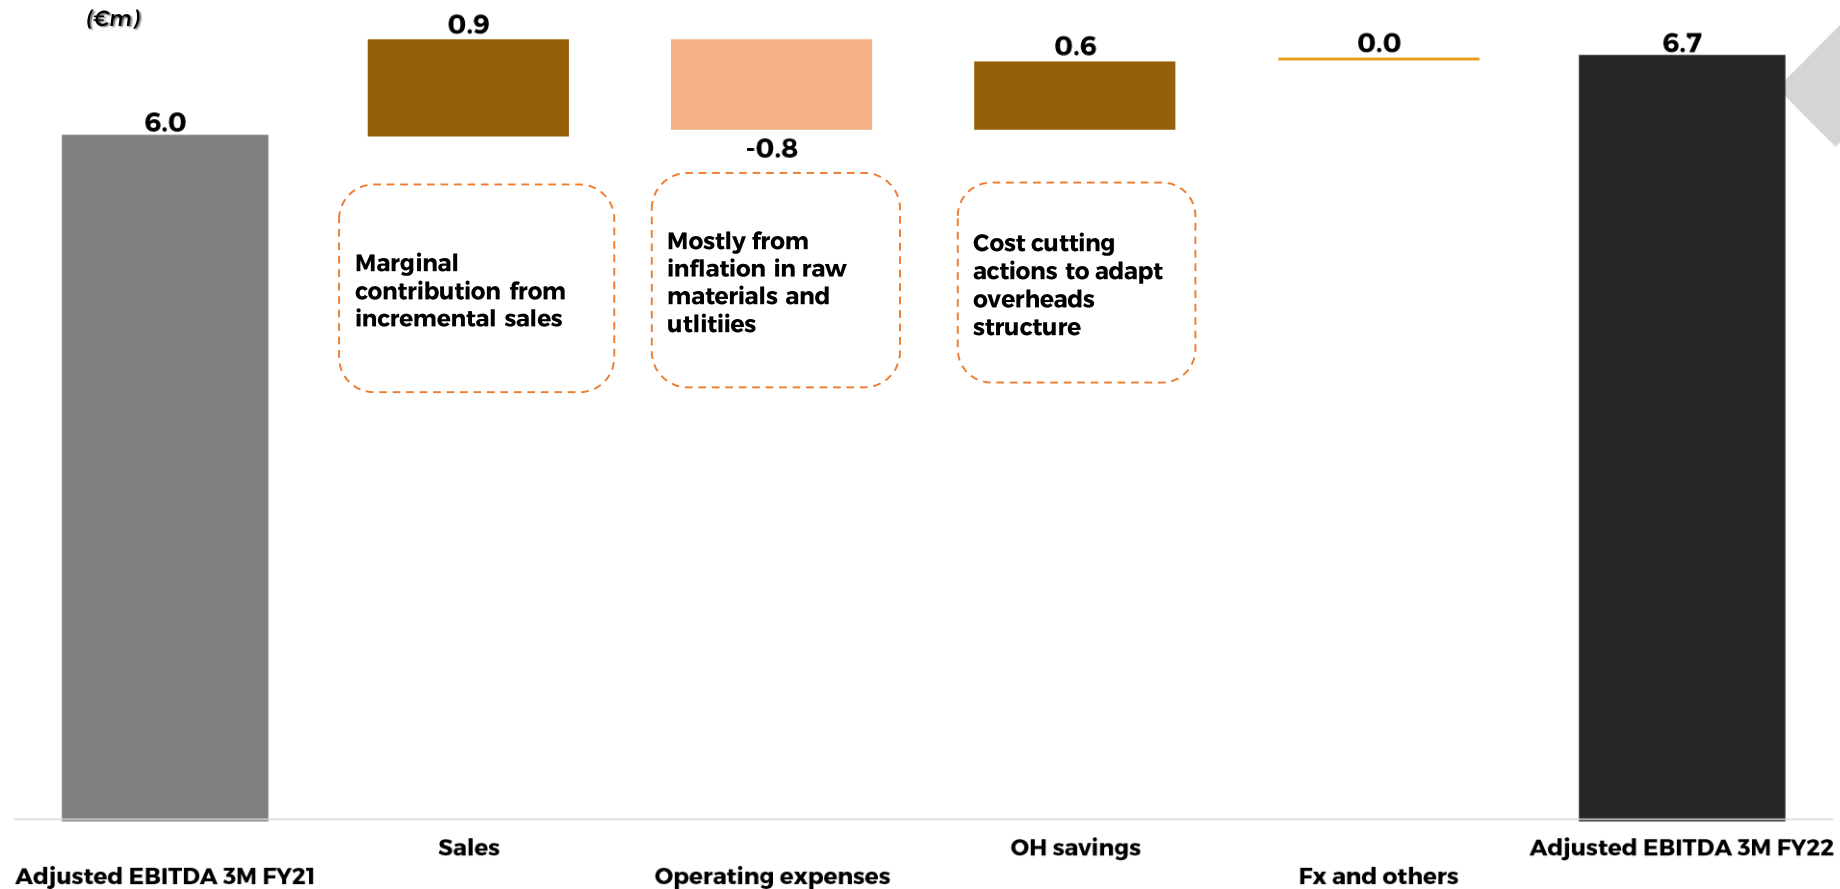 (€m)
6.0
0.9
-0.8
0.6
0.0
6.7
Marginal
contribution from
incremental sales
Mostly from
inflation in raw
materials and
utlitiies
Cost cutting
actions to adapt
overheads
structure
Adjusted EBITDA 3M FY21
Sales
Operating expenses
OH savings
Fx and others
Adjusted EBITDA 3M FY22